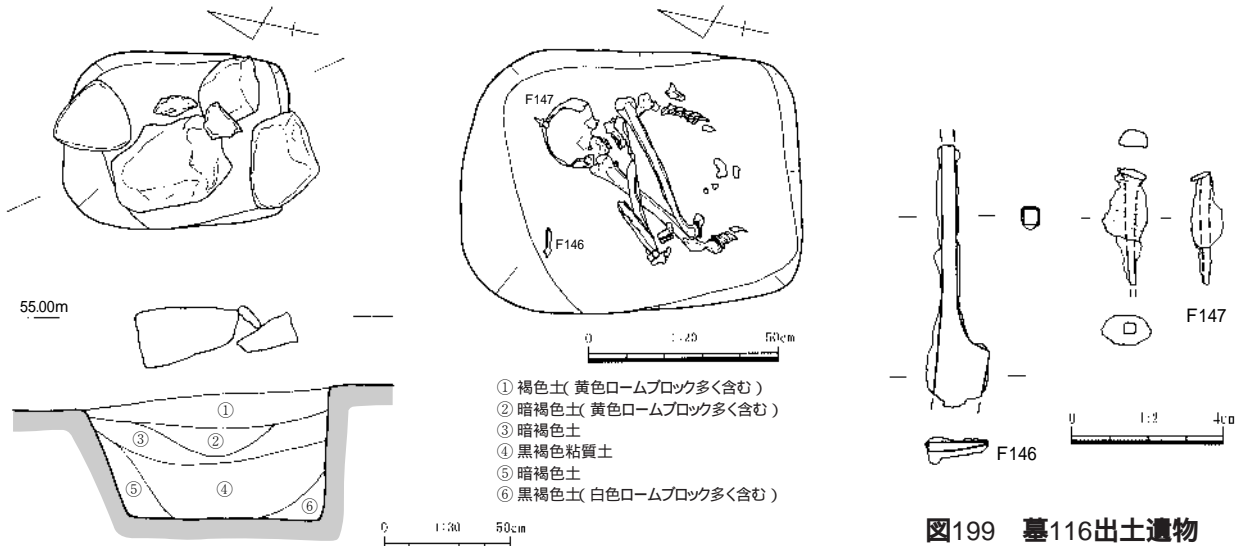 F147
F146
55.00m
①
②
③
④
⑤
⑥
0 1:20 50cm
① 褐色土(黄色ロームブロック多く含む)
② 暗褐色土(黄色ロームブロック多く含む)
③ 暗褐色土
④ 黒褐色粘質土
⑤ 暗褐色土
⑥ 黒褐色土(白色ロームブロック多く含む)
0 1:30 50cm
F147
F146
0 1:2 4cm
図199 墓116出土遺物